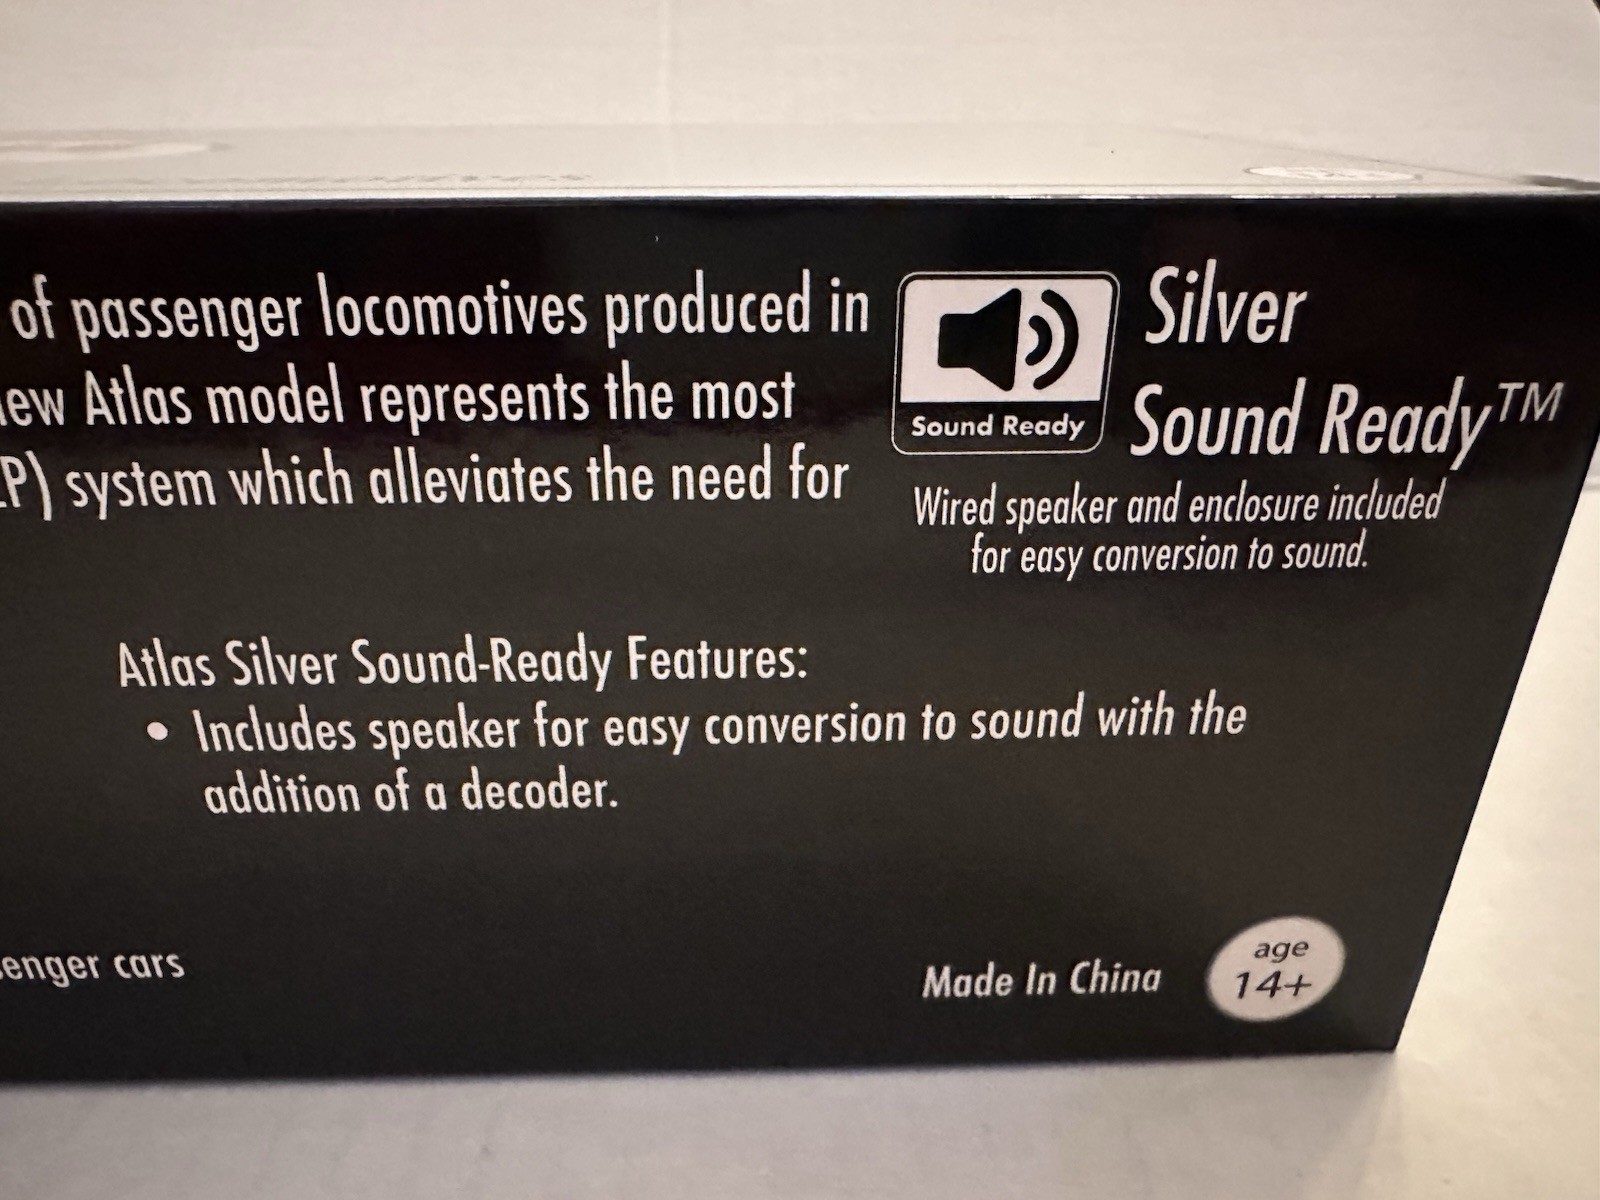 of passenger locomotives produced in
Atlas model represents the most
system which alleviates the need for
Sound Ready
Silver
Sound Ready™
Wired speaker and enclosure included
for easy conversion to sound.
Atlas Silver Sound-Ready Features:
• Includes speaker for easy conversion to sound with the
addition of a decoder.
cars
Made In China
age
14+